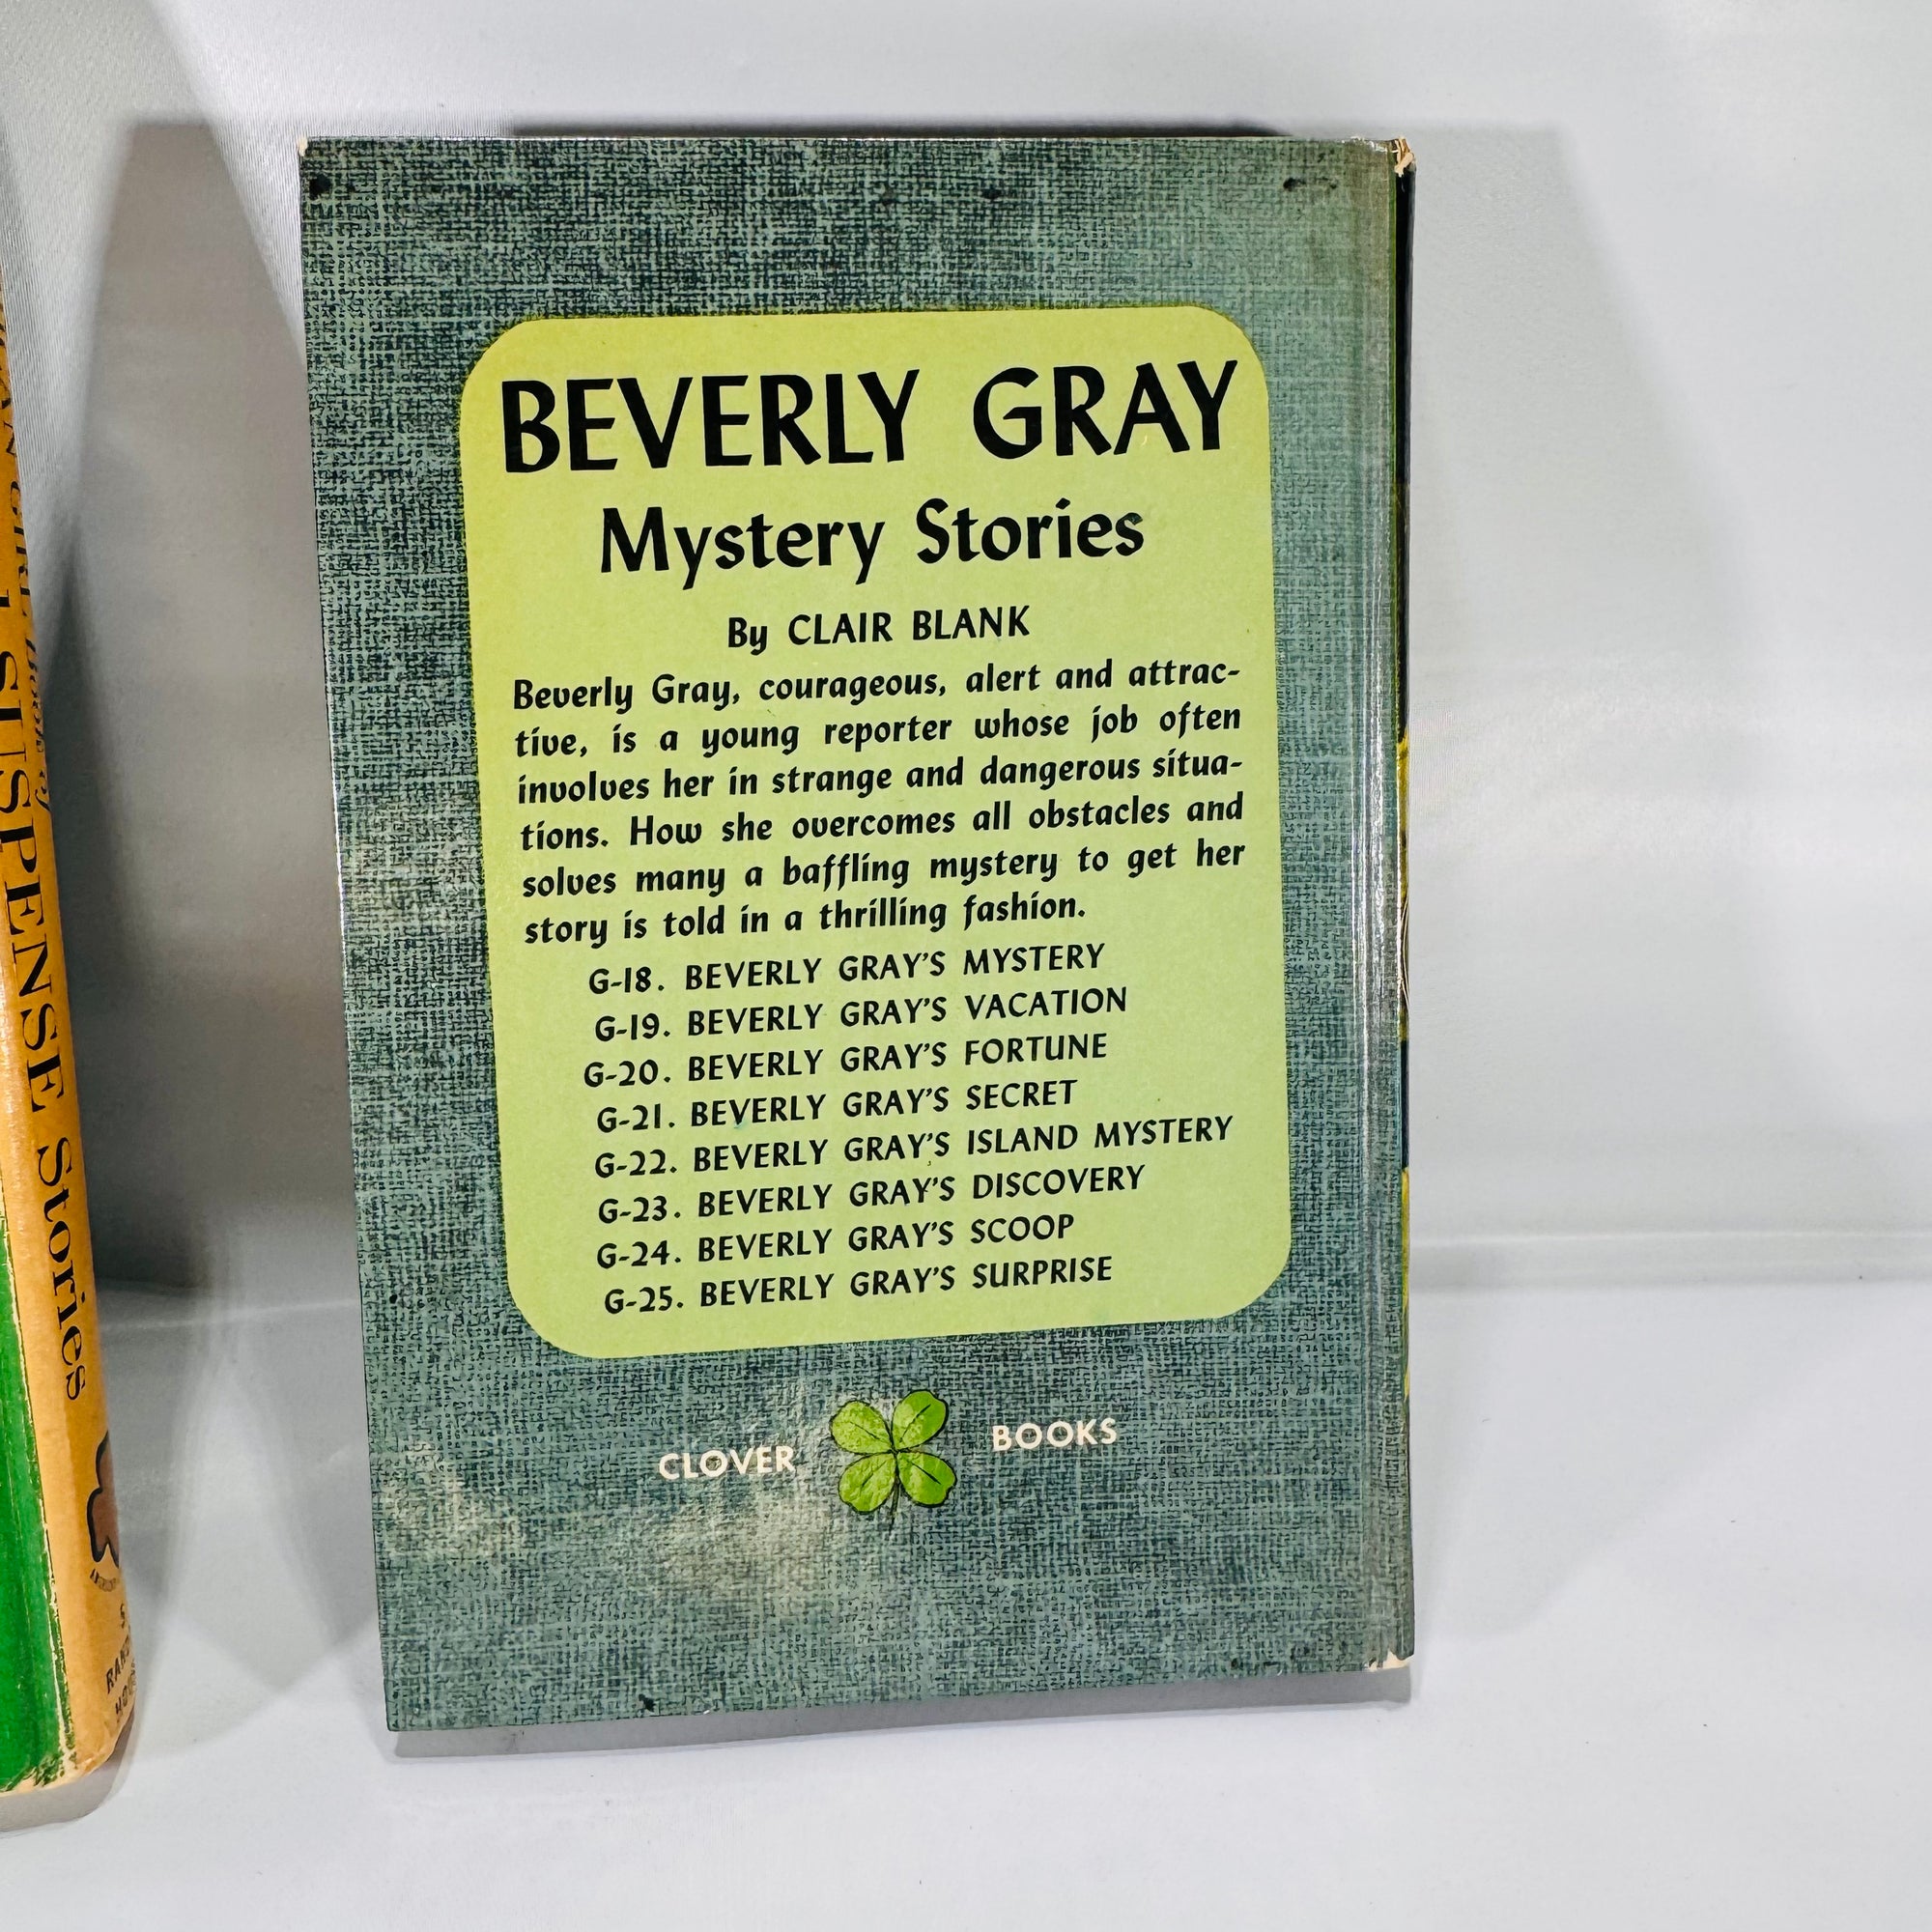 SUSPENSE Stories
BEVERLY GRAY
Mystery Stories
By CLAIR BLANK
Beverly Gray, courageous, alert and attrac-
tive, is a young reporter whose job often
involves her in strange and dangerous situa-
tions. How she overcomes all obstacles and
solves many a baffling mystery to get her
story is told in a thrilling fashion.
G-18. BEVERLY GRAY'S MYSTERY
G-19. BEVERLY GRAY'S VACATION
G-20. BEVERLY GRAY'S FORTUNE
G-21. BEVERLY GRAY'S SECRET
G-22. BEVERLY GRAY'S ISLAND MYSTERY
G-23. BEVERLY GRAY'S DISCOVERY
G-24. BEVERLY GRAY'S SCOOP
G-25. BEVERLY GRAY'S SURPRISE
CLOVER BOOKS